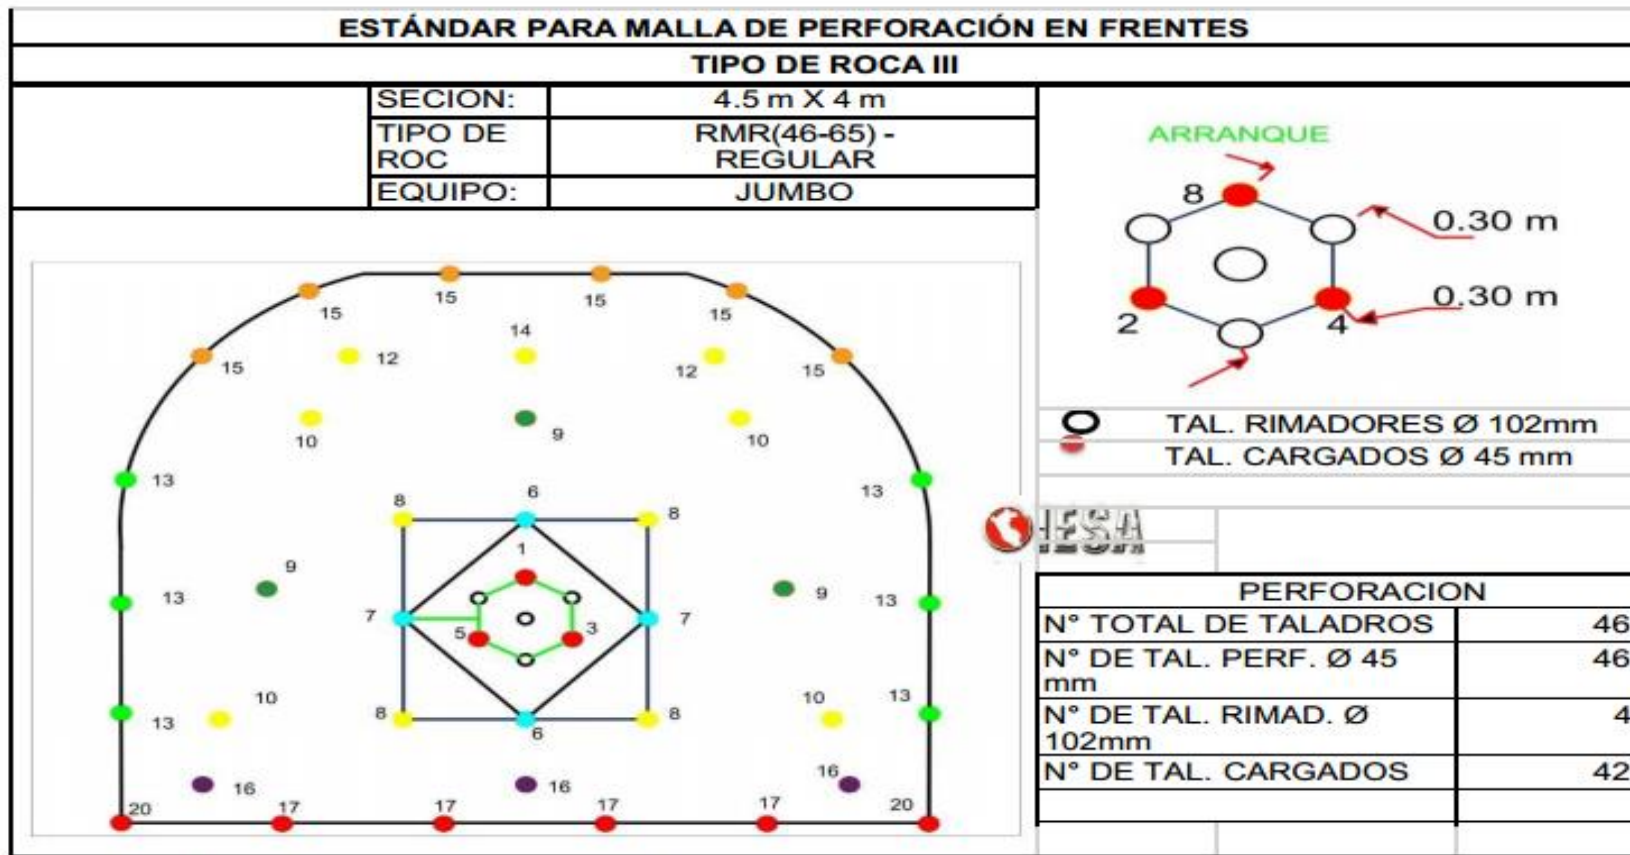 ESTÁNDAR PARA MALLA DE PERFORACIÓN EN FRENTES
TIPO DE ROCA III
SECION: 4.5 m X 4 m
TIPO DE ROC RMR(46-65) - REGULAR
EQUIPO: JUMBO
ARRANQUE
8
0.30 m
0.30 m
2 4
TAL. RIMADORES Ø 102mm
TAL. CARGADOS Ø 45 mm
IESA
PERFORACION
N° TOTAL DE TALADROS 46
N° DE TAL. PERF. Ø 45 mm 46
N° DE TAL. RIMAD. Ø 102mm 4
N° DE TAL. CARGADOS 42
15 15 15 15
14
15 12 12 15
10 9 10
13 13
8 6 8
1
9 9
13 13
7 5 3 7
10 10 13
13 8 6 8
16 16 16
20 17 17 17 17 20